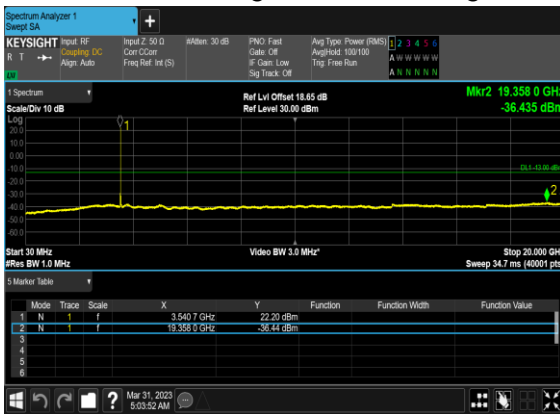 Spectrum Analyzer 1
Swept SA
KEYSIGHT Input: RF Input Z: 50 Ω #Atten: 30 dB PNO: Fast Avg Type: Power (RMS) 1 2 3 4 5 6
R T Coupling: DC Corr CCorr Gate: Off Avg|Hold: 100/100 A W W W W W
Align: Auto Freq Ref: Int (S) IF Gain: Low Trig: Free Run
Sig Track: Off A N N N N N
1 Spectrum Ref Lvl Offset 18.65 dB Mkr2 19.358 0 GHz
Scale/Div 10 dB Ref Level 30.00 dBm -36.435 dBm
Log
20.0
10.0
0.00
-10.0
DL1 -13.00 dBm
-20.0
-30.0
-40.0
-50.0
-60.0
1
2
Start 30 MHz Video BW 3.0 MHz* Stop 20.000 GH
#Res BW 1.0 MHz Sweep 34.7 ms (40001 pts
5 Marker Table
Mode Trace Scale X Y Function Function Width Function Value
1 N 1 f 3.540 7 GHz 22.20 dBm
2 N 1 f 19.358 0 GHz -36.44 dBm
3
4
5
6
? Mar 31, 2023
5:03:52 AM